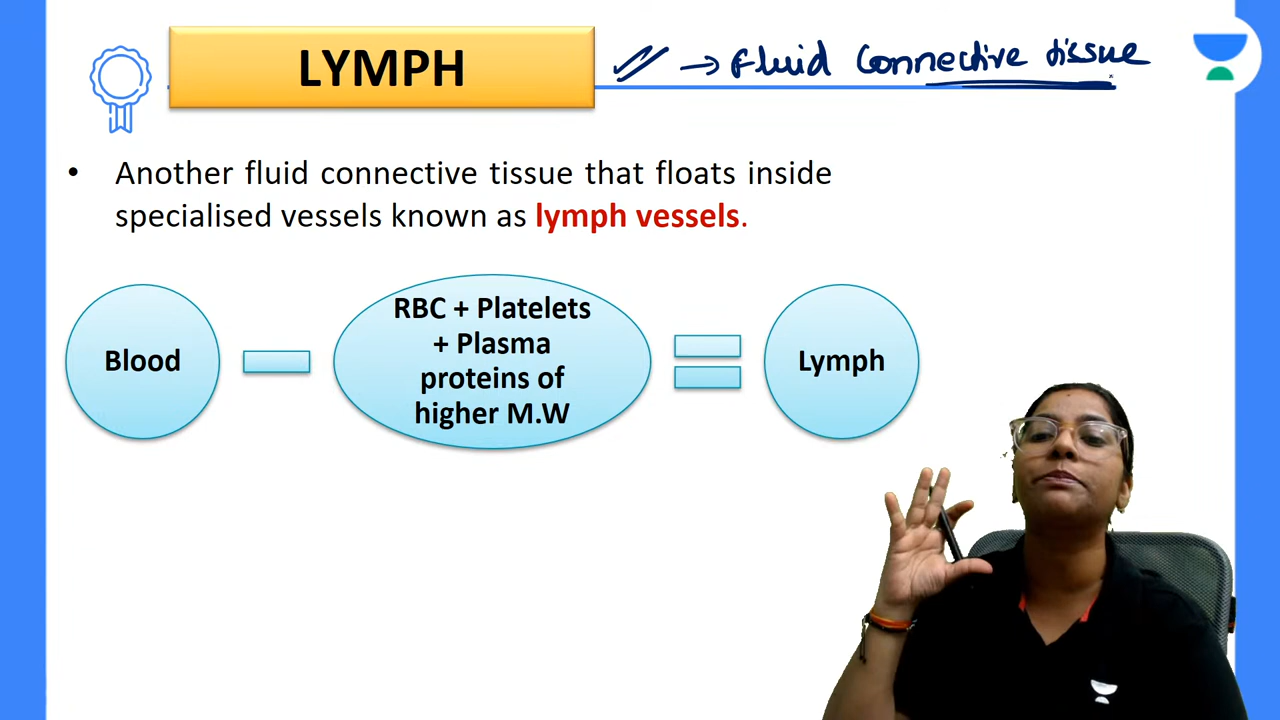 LYMPH
→ Fluid Connective tissue
• Another fluid connective tissue that floats inside
specialised vessels known as lymph vessels.
Blood
RBC + Platelets
+ Plasma
proteins of
higher M.W
Lymph